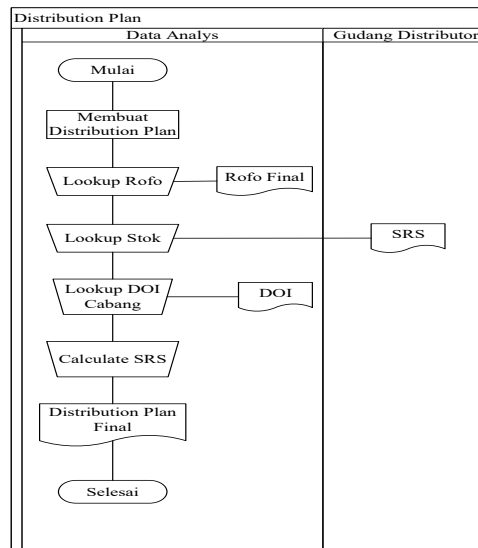 Distribution Plan
Data Analys
Gudang Distributor
Mulai
Membuat
Distribution Plan
Lookup Rofo
Rofo Final
Lookup Stok
SRS
Lookup DOI
Cabang
DOI
Calculate SRS
Distribution Plan
Final
Selesai